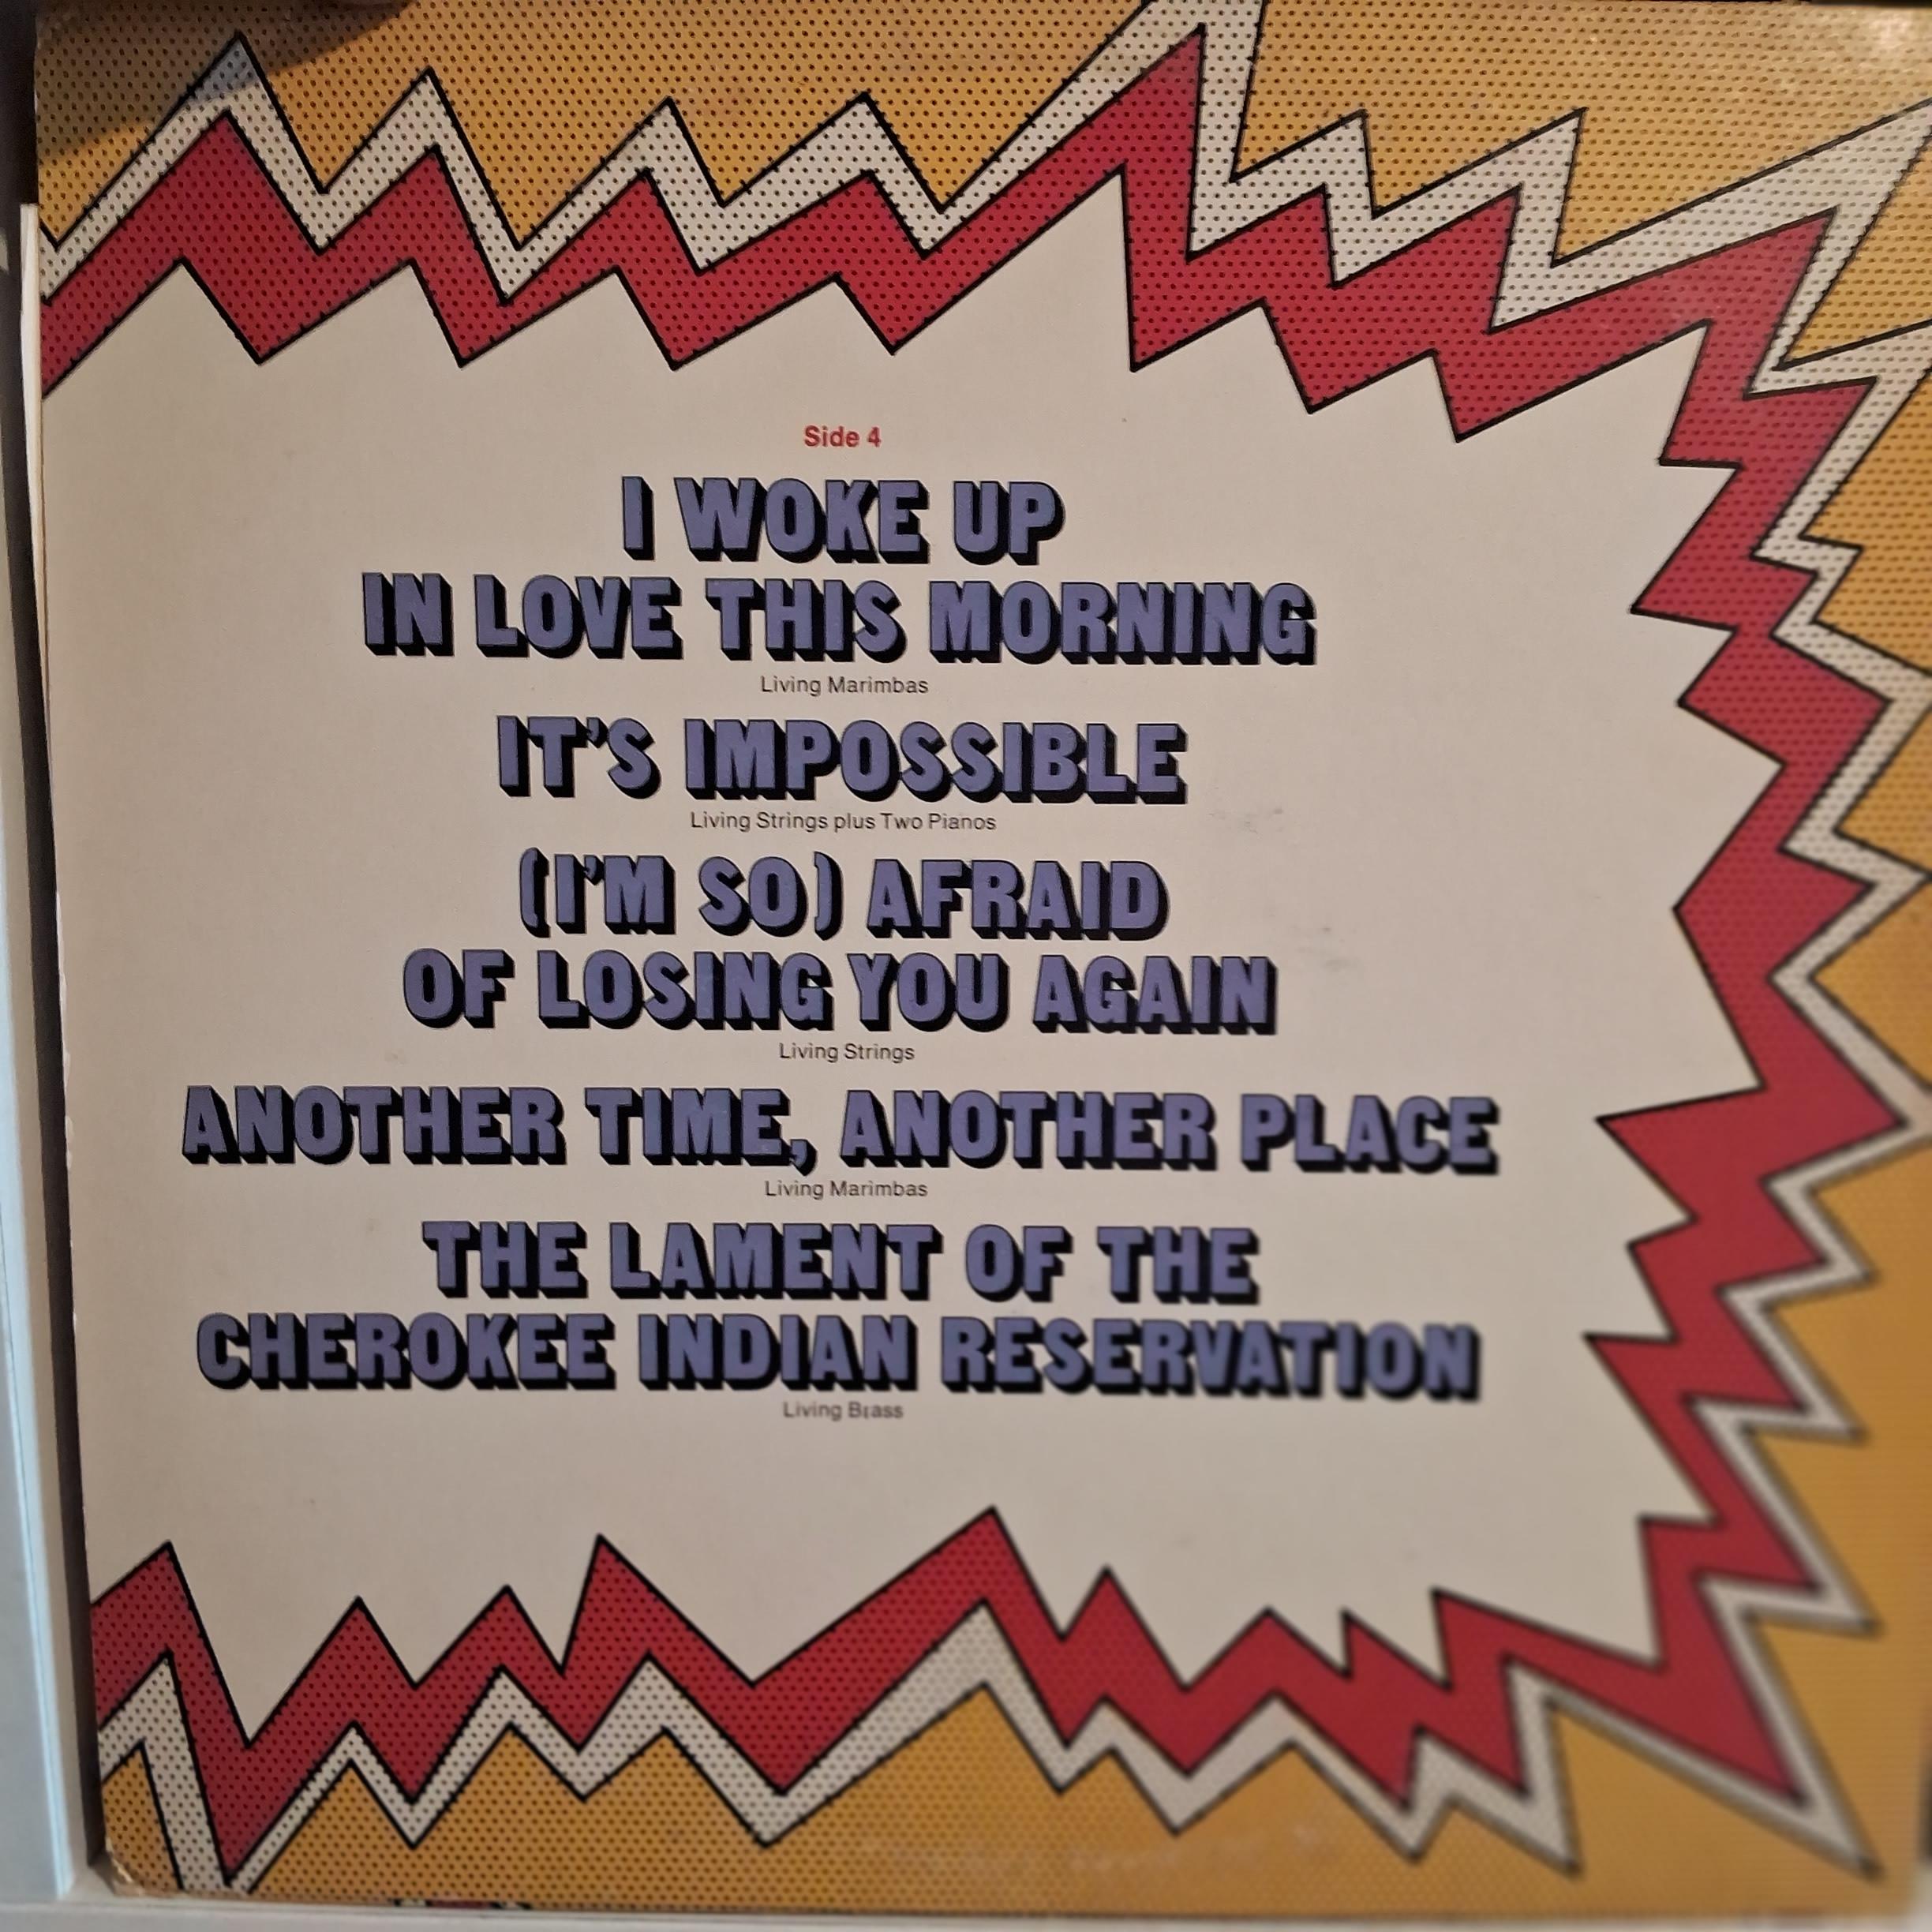 Side 4
I WOKE UP
IN LOVE THIS MORNING
Living Marimbas
IT'S IMPOSSIBLE
Living Strings plus Two Pianos
(I'M SO) AFRAID
OF LOSING YOU AGAIN
Living Strings
ANOTHER TIME, ANOTHER PLACE
Living Marimbas
THE LAMENT OF THE
CHEROKEE INDIAN RESERVATION
Living Brass